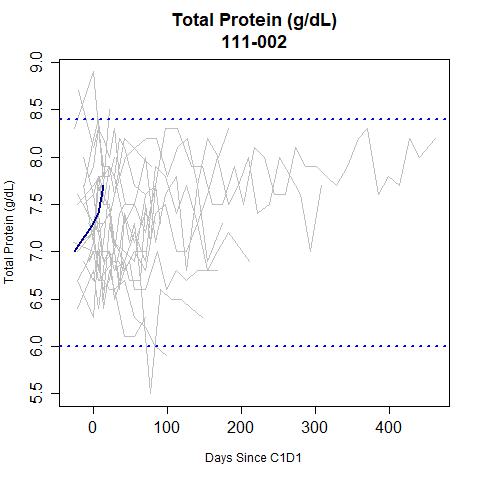 Total Protein (g/dL)
111-002
Total Protein (g/dL)
9.0
8.5
8.0
7.5
7.0
6.5
6.0
5.5
0 100 200 300 400
Days Since C1D1